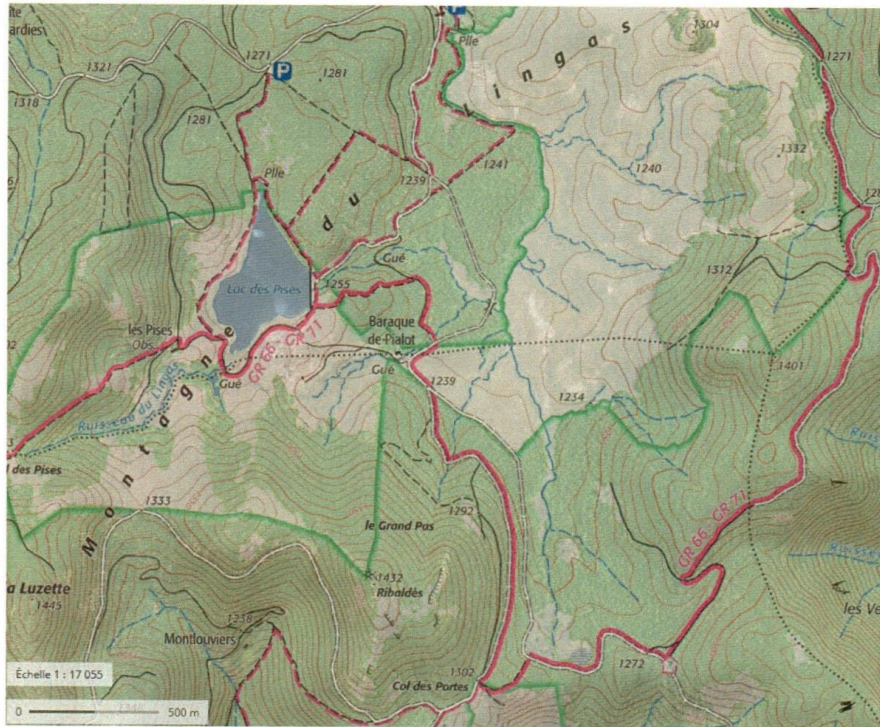 1304
Plle
1271
1321
1271
P
1281
1318
1281
Lingas
1332
1241
1240
Plle
1239
du
Gué
1312
1255
Lac des Pises
les Pises
Obs.
Baraque
de Pialot
GR 66 - GR 71
1401
Gué
Gué
1239
Ruisseau du Lingas
1234
l des Pises
Montagne
1333
1292
le Grand Pas
GR 66 - GR 71
1432
Ribaldès
a Luzette
1445
les Ve
1238
Montlouviers
1272
1302
Col des Portes
Échelle 1 : 17 055
0 500 m